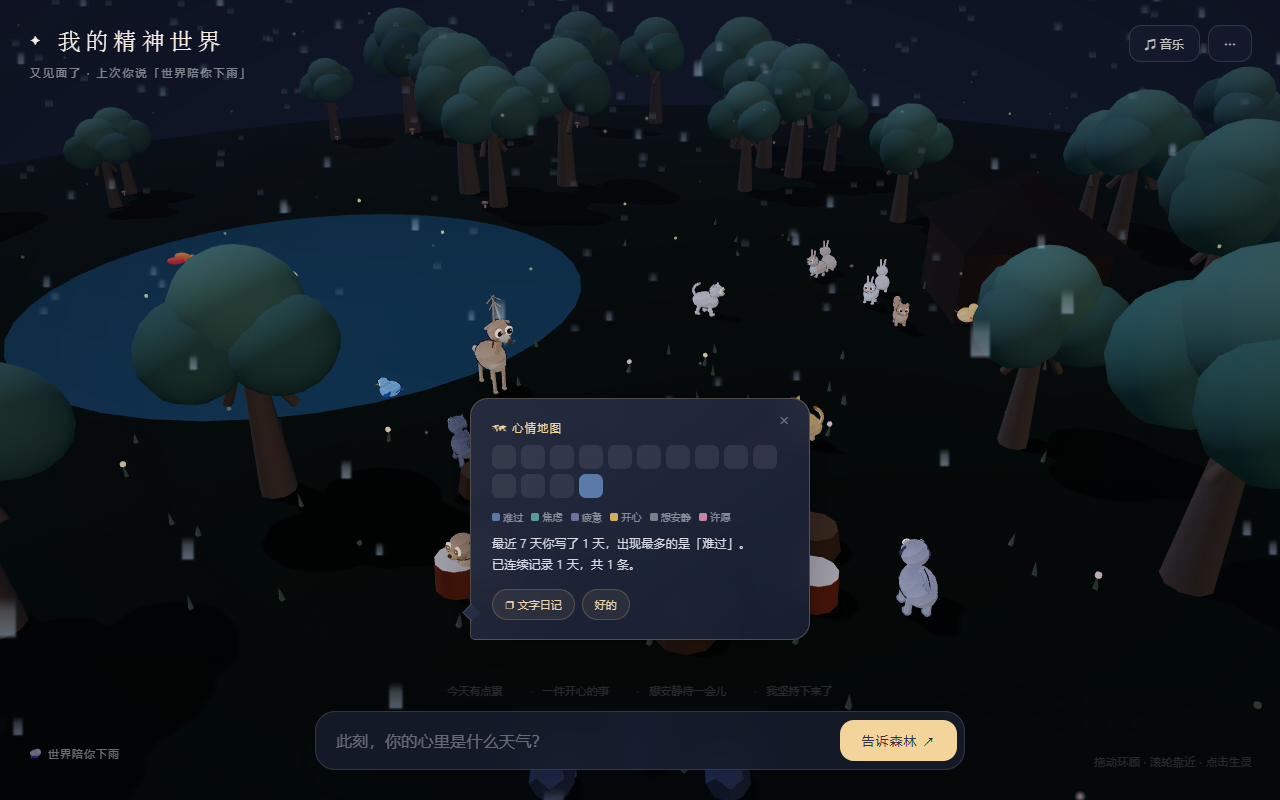 ✦ 我的精神世界
又见面了 · 上次你说「世界陪你下雨」
音乐
···
心情地图
×
难过 焦虑 疲惫 开心 想安静 许愿
最近 7 天你写了 1 天，出现最多的是「难过」。
已连续记录 1 天，共 1 条。
文字日记 好的
今天有点累 · 一件开心的事 · 想安静待一会儿 · 我坚持下来了
此刻，你的心里是什么天气？
告诉森林 ↗
世界陪你下雨
拖动环顾 · 滚轮靠近 · 点击生灵